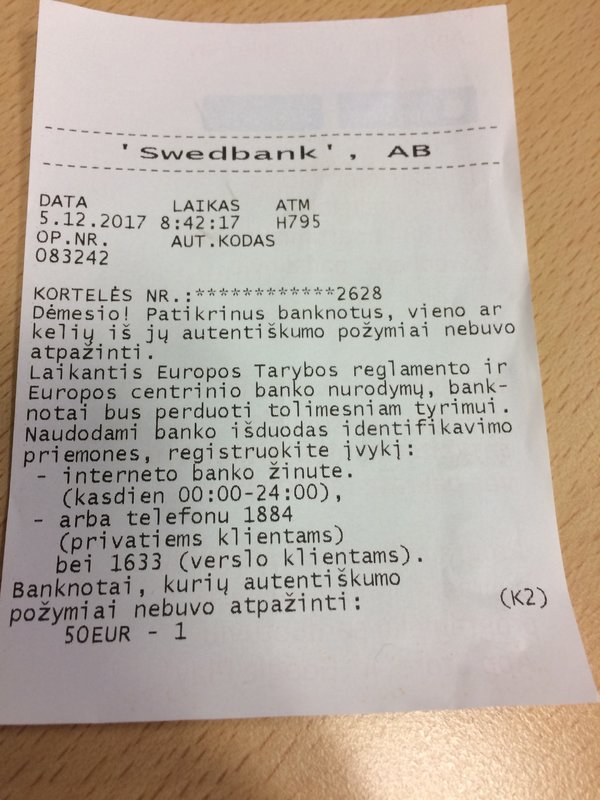 'Swedbank', AB
DATA LAIKAS ATM
5.12.2017 8:42:17 H795
OP.NR. AUT.KODAS
083242
KORTELĖS NR.:************2628
Dėmesio! Patikrinus banknotus, vieno ar
kelių iš jų autentiškumo požymiai nebuvo
atpažinti.
Laikantis Europos Tarybos reglamento ir
Europos centrinio banko nurodymų, bank-
notai bus perduoti tolimesniam tyrimui.
Naudodami banko išduodas identifikavimo
priemones, registruokite įvykį:
- interneto banko žinute.
(kasdien 00:00-24:00),
- arba telefonu 1884
(privatiems klientams)
bei 1633 (verslo klientams).
Banknotai, kurių autentiškumo
požymiai nebuvo atpažinti: (K2)
50EUR - 1